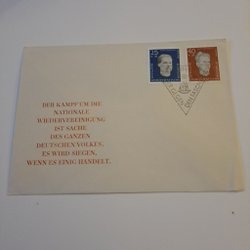 DER KAMPF UM DIE
NATIONALE
WIEDERVEREINIGUNG
IST SACHE
DES GANZEN
DEUTSCHEN VOLKES.
ES WIRD SIEGEN,
WENN ES EINIG HANDELT.